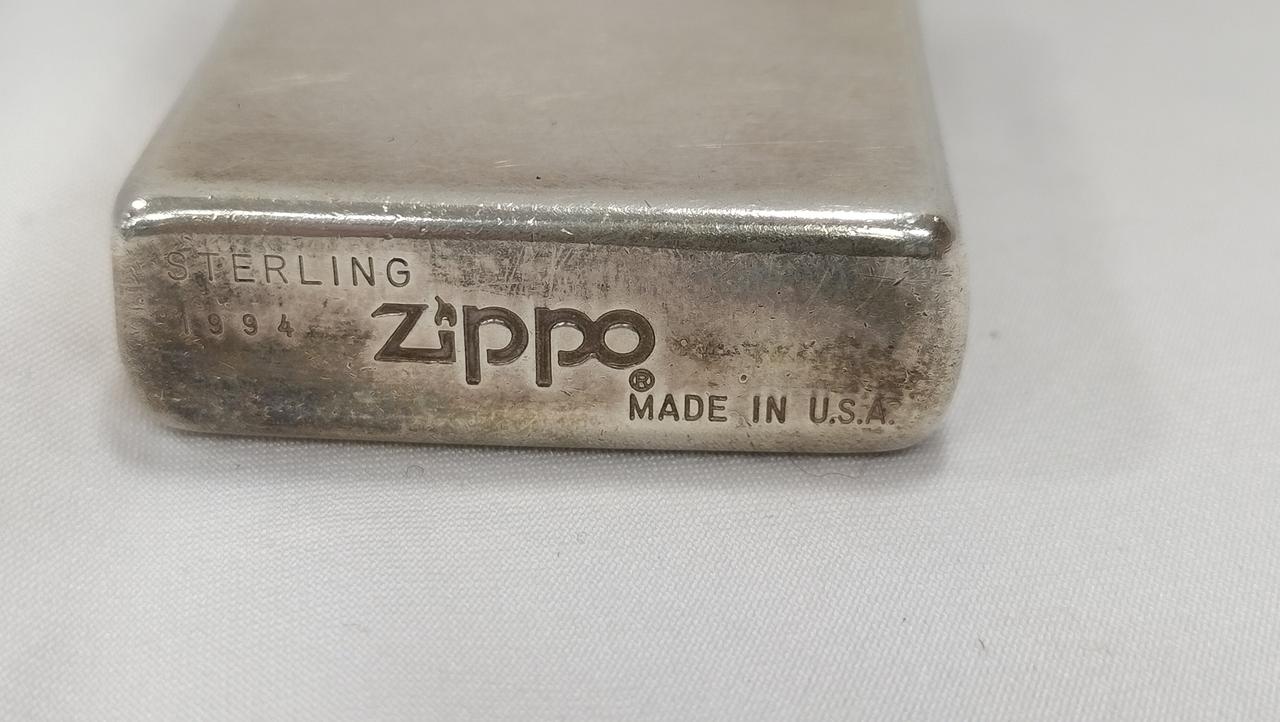 STERLING
1994
Zippo
®
MADE IN U.S.A.